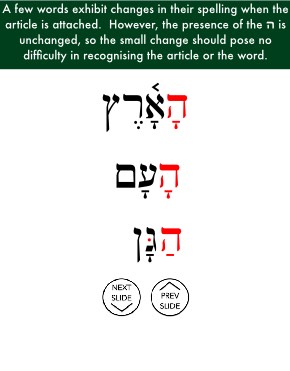 A few words exhibit changes in their spelling when the
article is attached.  However, the presence of the ה is
unchanged, so the small change should pose no
difficulty in recognising the article or the word.
הָאָ֫רֶץ
הָעָם
הַגָּן
NEXT
SLIDE
PREV
SLIDE